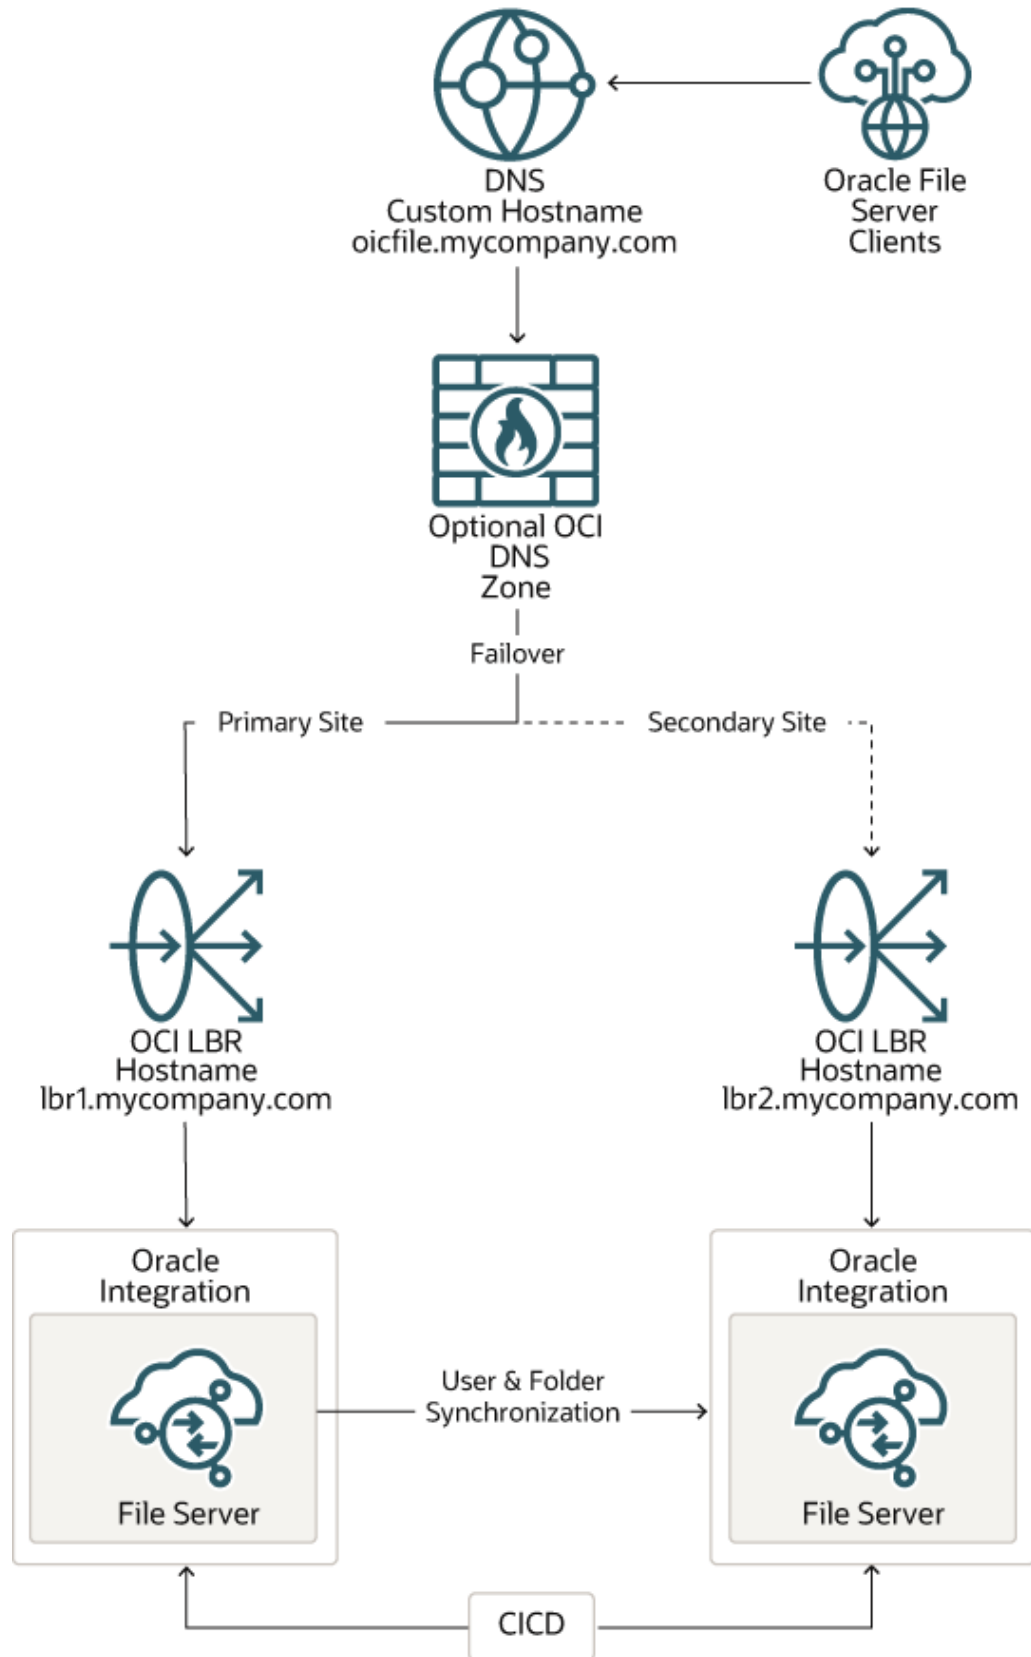 DNS
Custom Hostname
oicfile.mycompany.com
Oracle File
Server
Clients
Optional OCI
DNS
Zone
Failover
Primary Site
Secondary Site
OCI LBR
Hostname
lbr1.mycompany.com
OCI LBR
Hostname
lbr2.mycompany.com
Oracle
Integration
File Server
User & Folder
Synchronization
Oracle
Integration
File Server
CICD